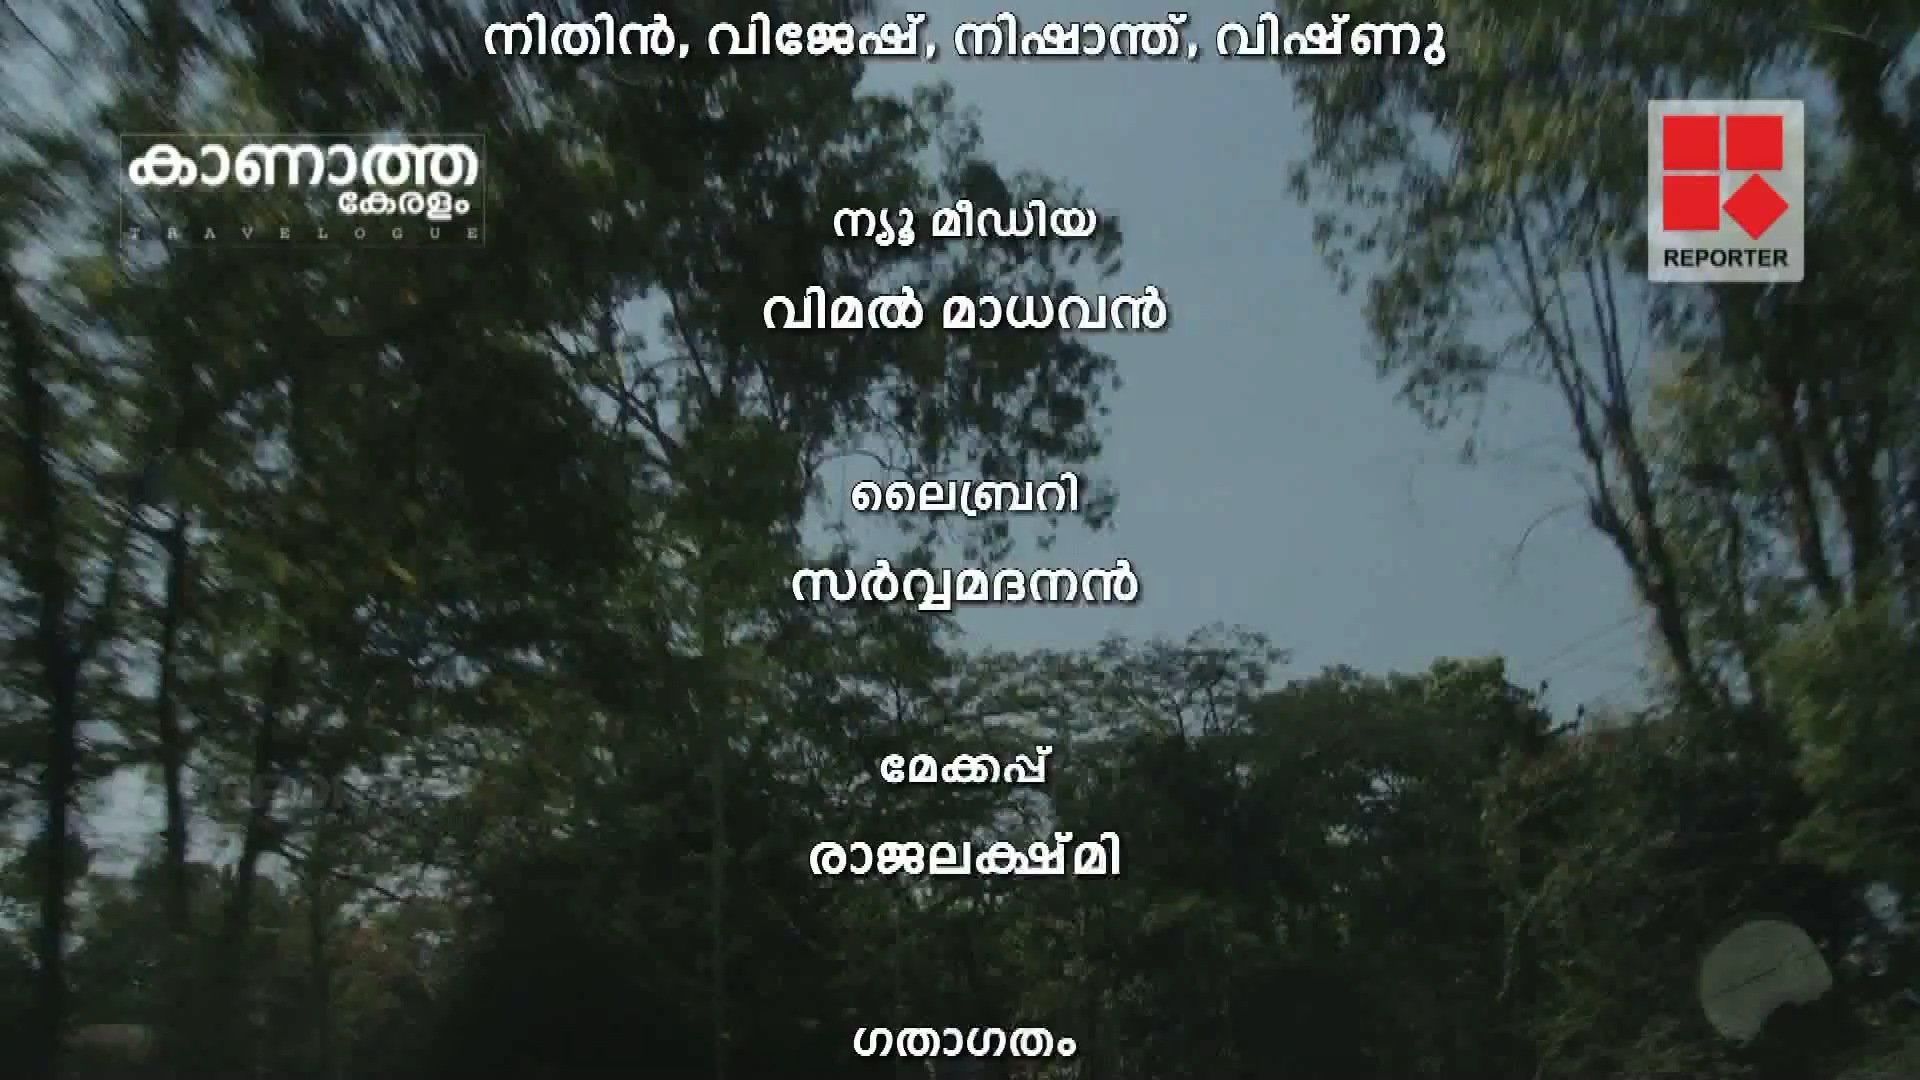 നിതിൻ, വിജേഷ്, നിഷാന്ത്, വിഷ്ണു
കാണാത്ത
കേരളം
TRAVELOGUE
REPORTER
ന്യൂ മീഡിയ
വിമൽ മാധവൻ
ലൈബ്രറി
സർവ്വമദനൻ
മേക്കപ്പ്
രാജലക്ഷ്മി
ഗതാഗതം